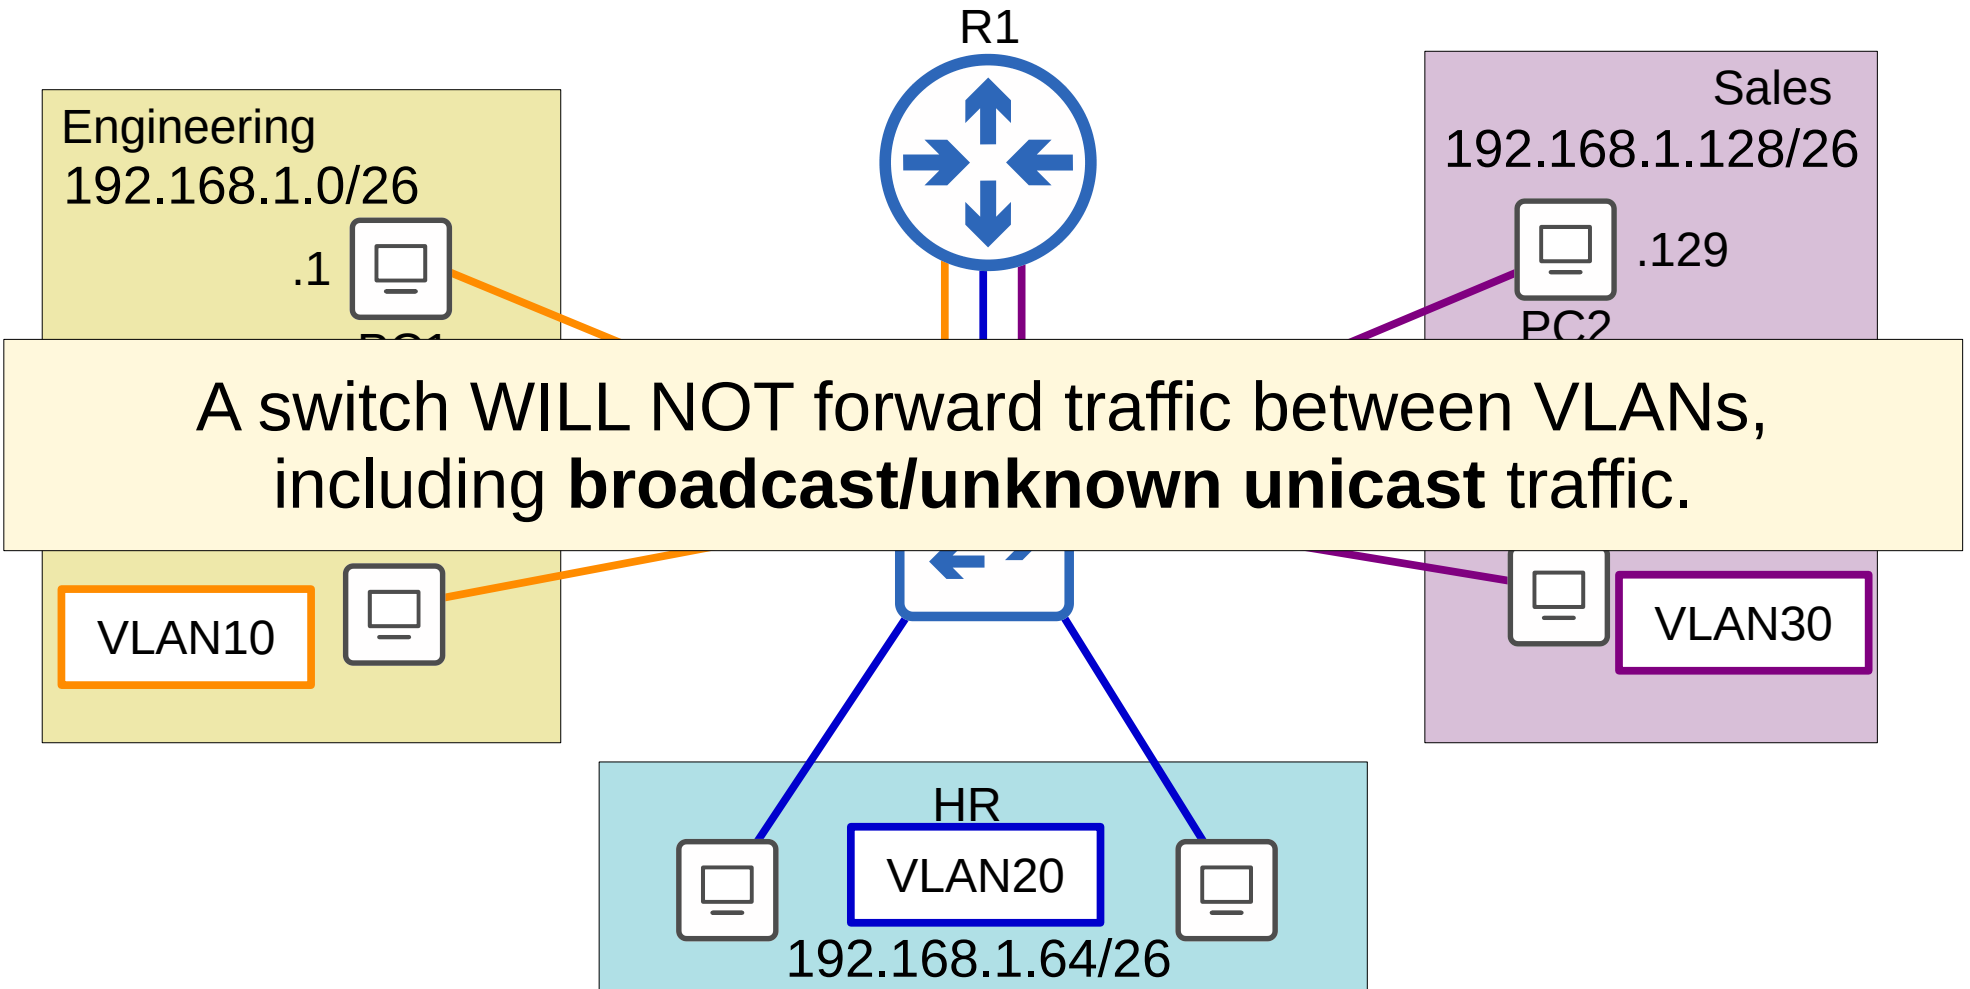 R1
Engineering
192.168.1.0/26
.1
Sales
192.168.1.128/26
.129
PC2
A switch WILL NOT forward traffic between VLANs,
including broadcast/unknown unicast traffic.
VLAN10
VLAN30
HR
VLAN20
192.168.1.64/26